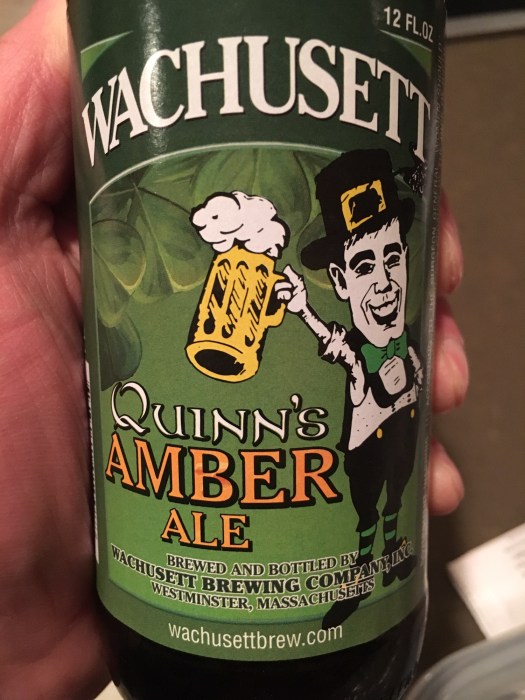 12 FL.OZ
WACHUSETT
QUINN'S
AMBER
ALE
BREWED AND BOTTLED BY
WACHUSETT BREWING COMPANY, INC.
WESTMINSTER, MASSACHUSETTS
wachusettbrew.com